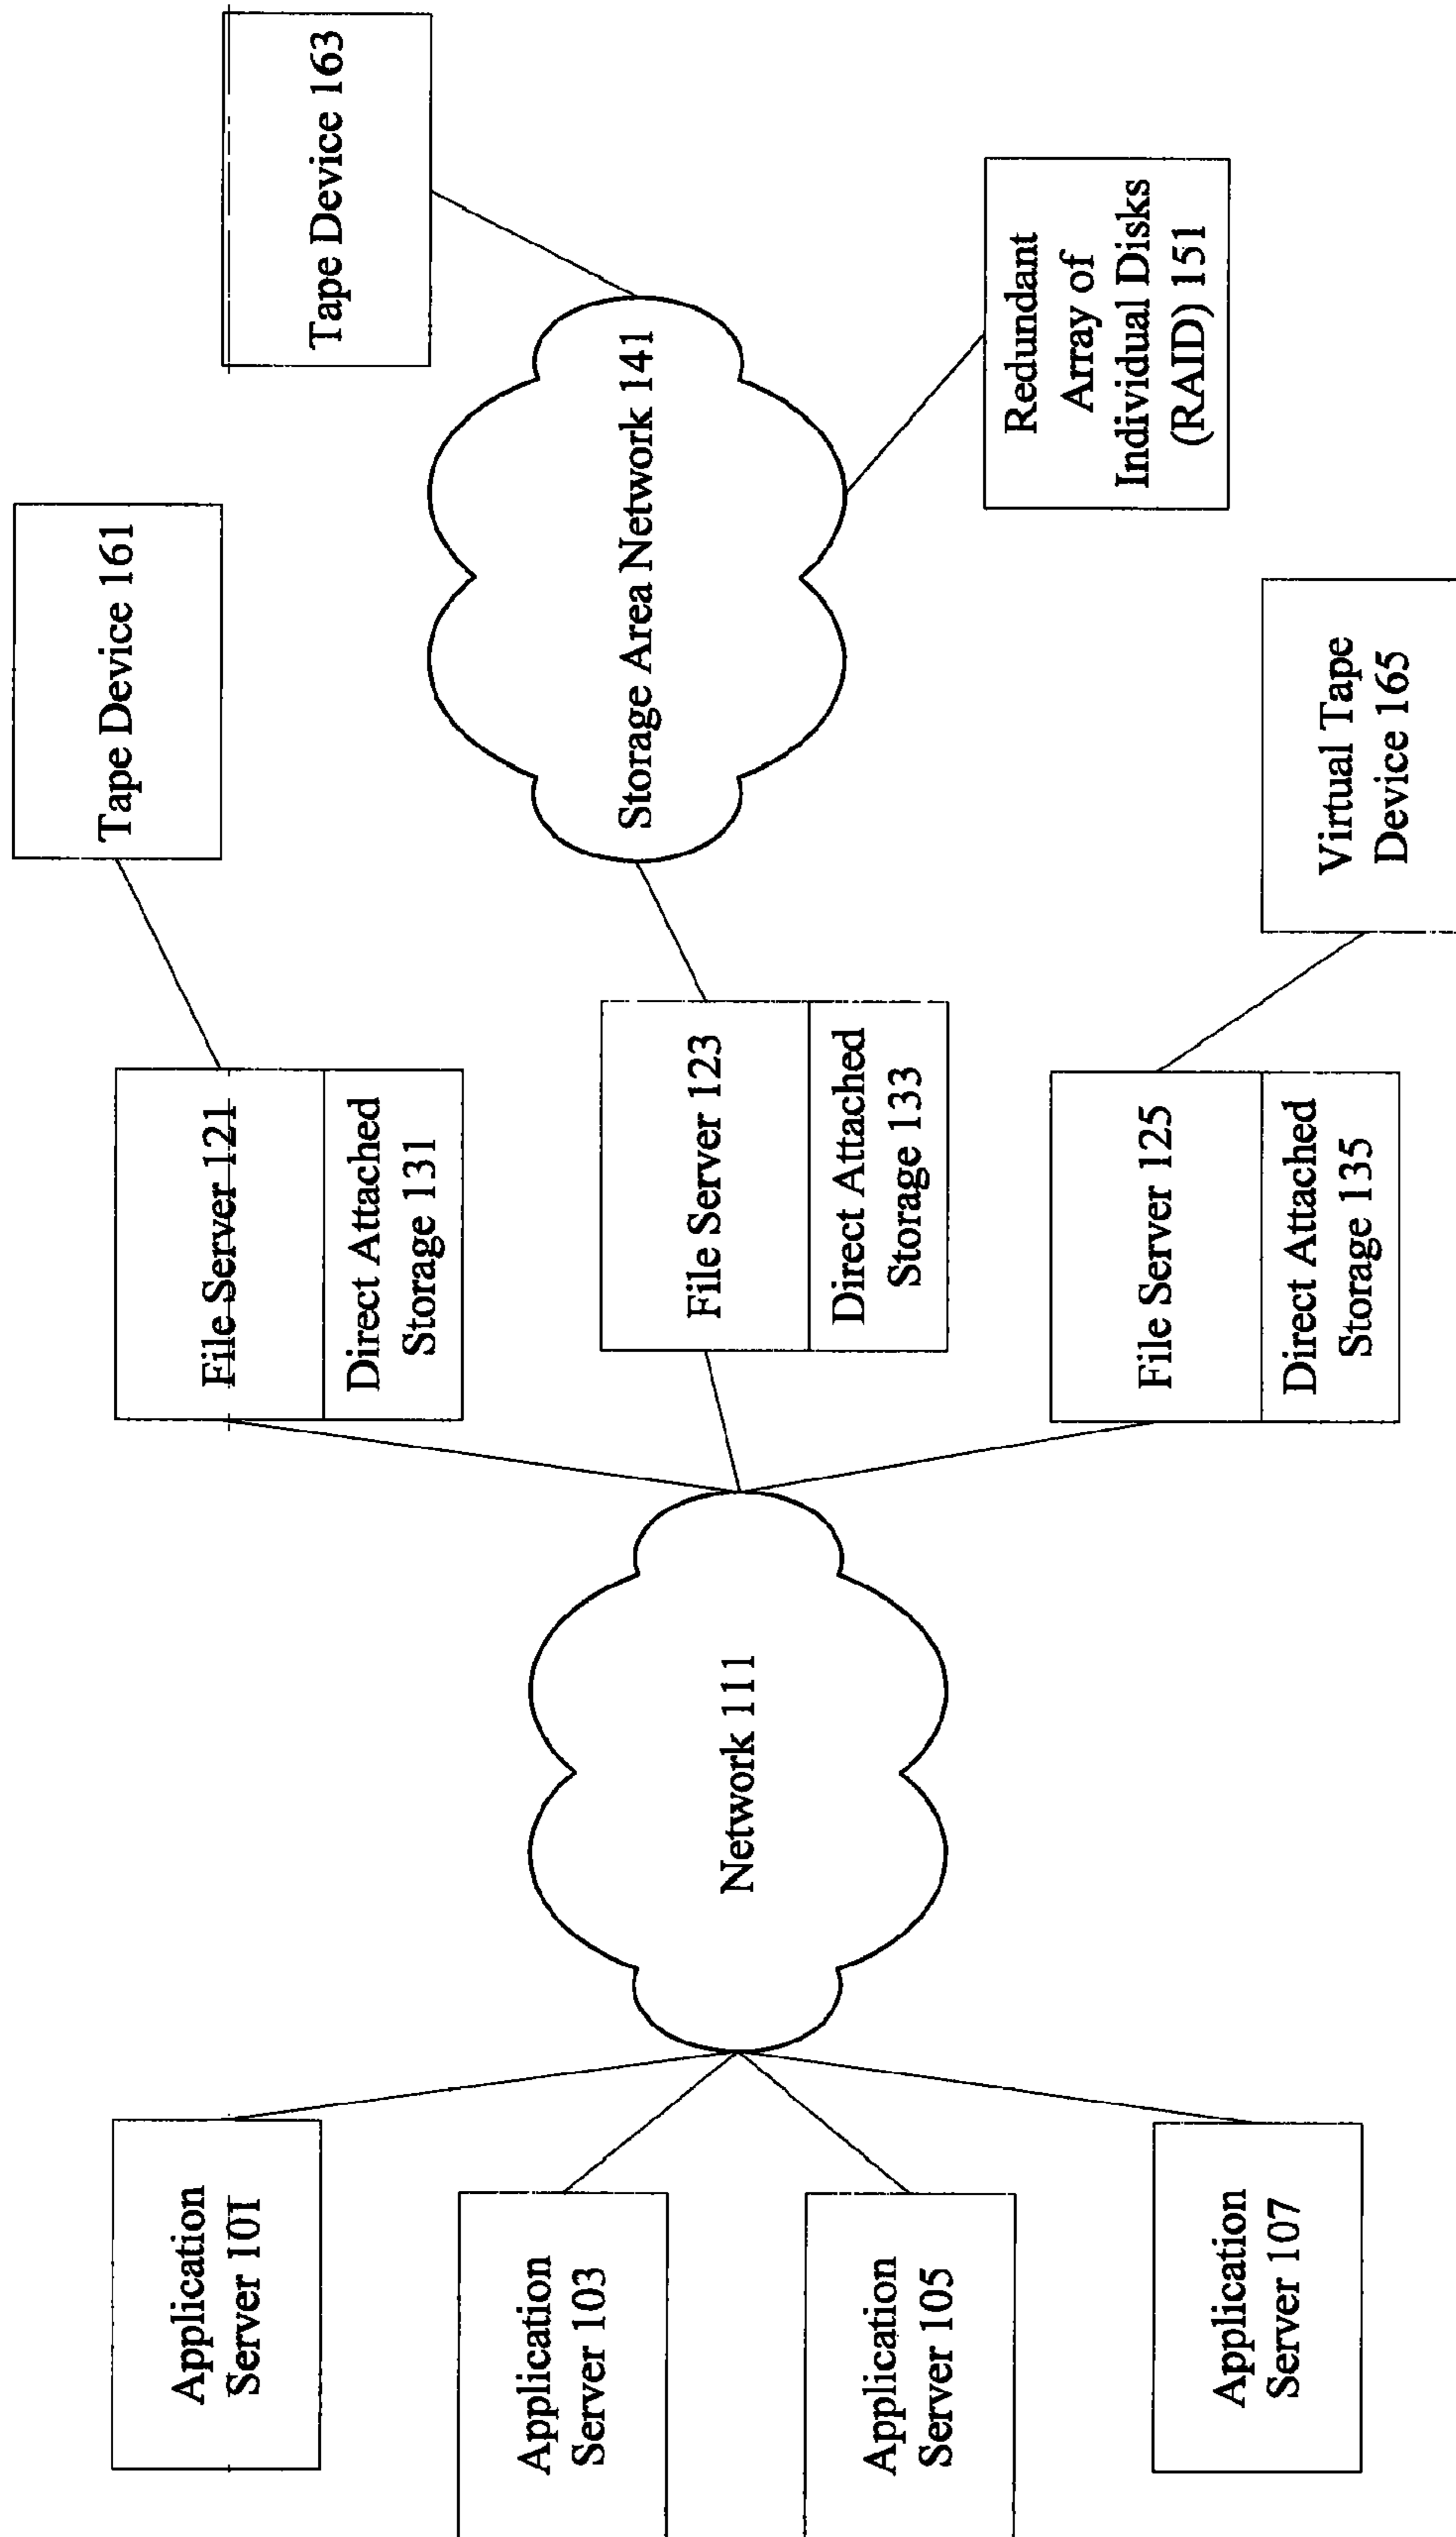 Application
Server 101
Application
Server 103
Application
Server 105
Application
Server 107
Network 111
File Server 121
Direct Attached
Storage 131
File Server 123
Direct Attached
Storage 133
File Server 125
Direct Attached
Storage 135
Tape Device 161
Storage Area Network 141
Virtual Tape
Device 165
Tape Device 163
Redundant
Array of
Individual Disks
(RAID) 151